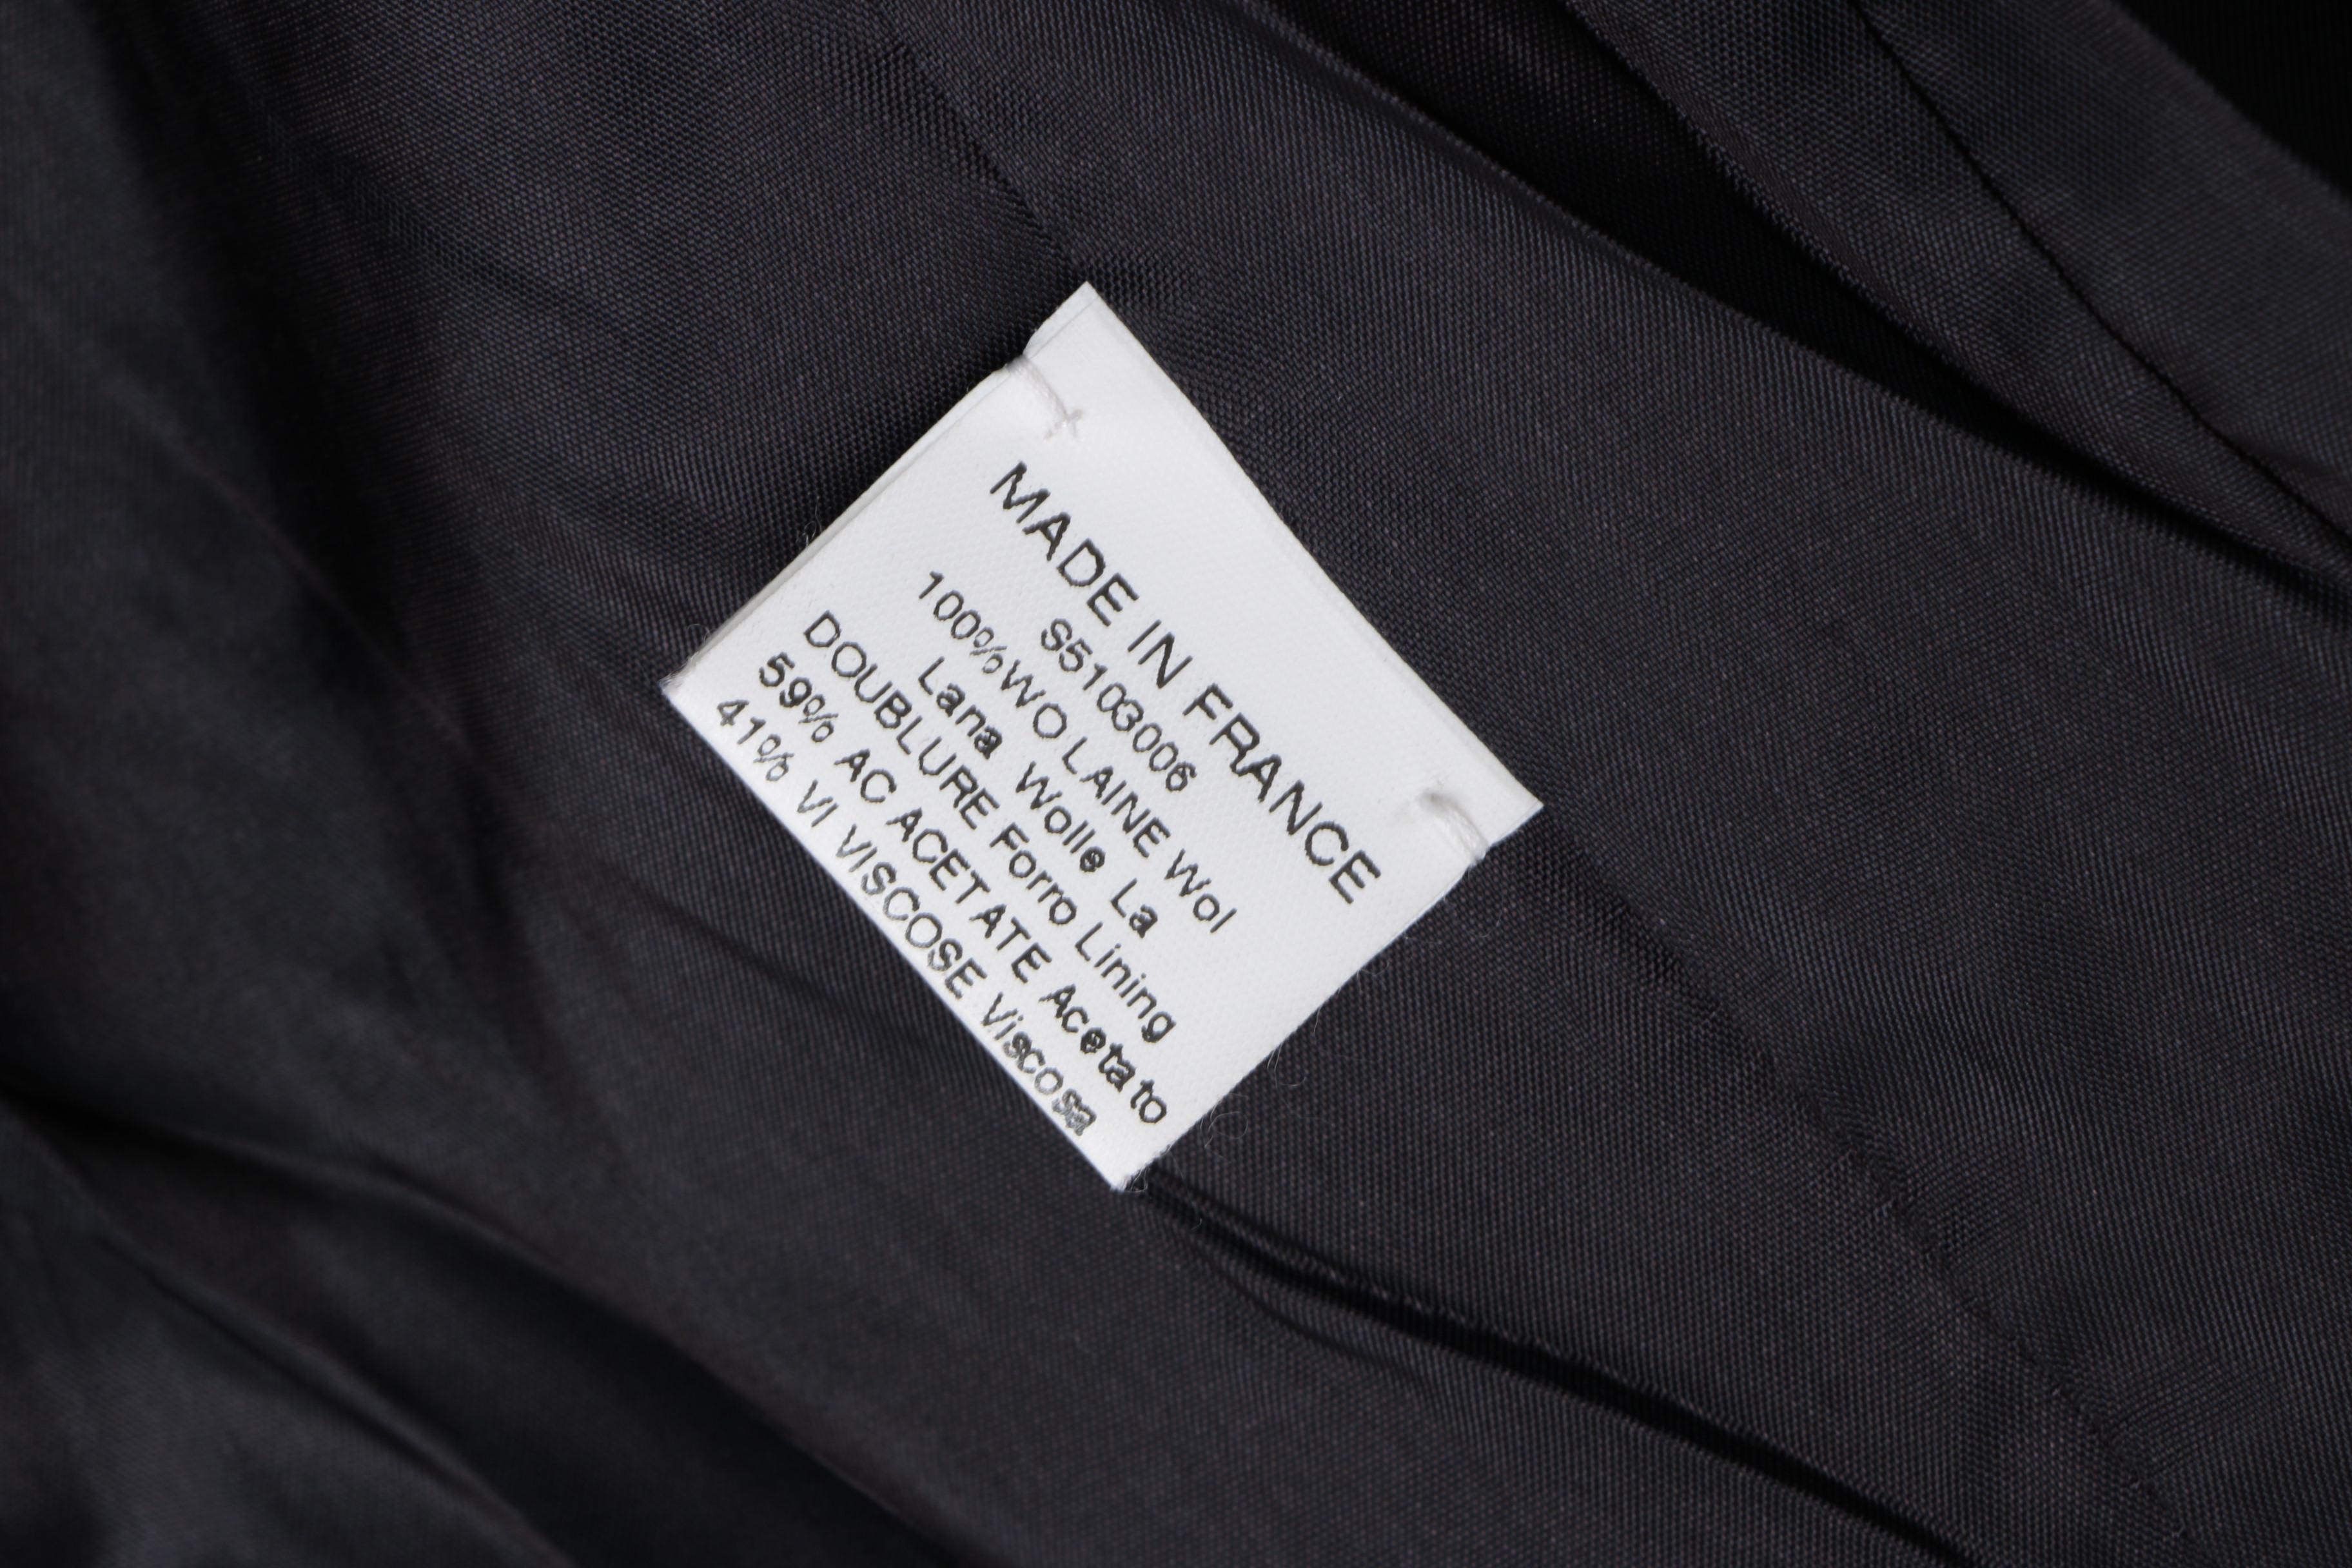 MADE IN FRANCE
S5103006
100%WO LAINE Wol
Lana Wolle La
DOUBLURE Forro Lining
59% AC ACETATE Acetato
41% VI VISCOSE Viscosa